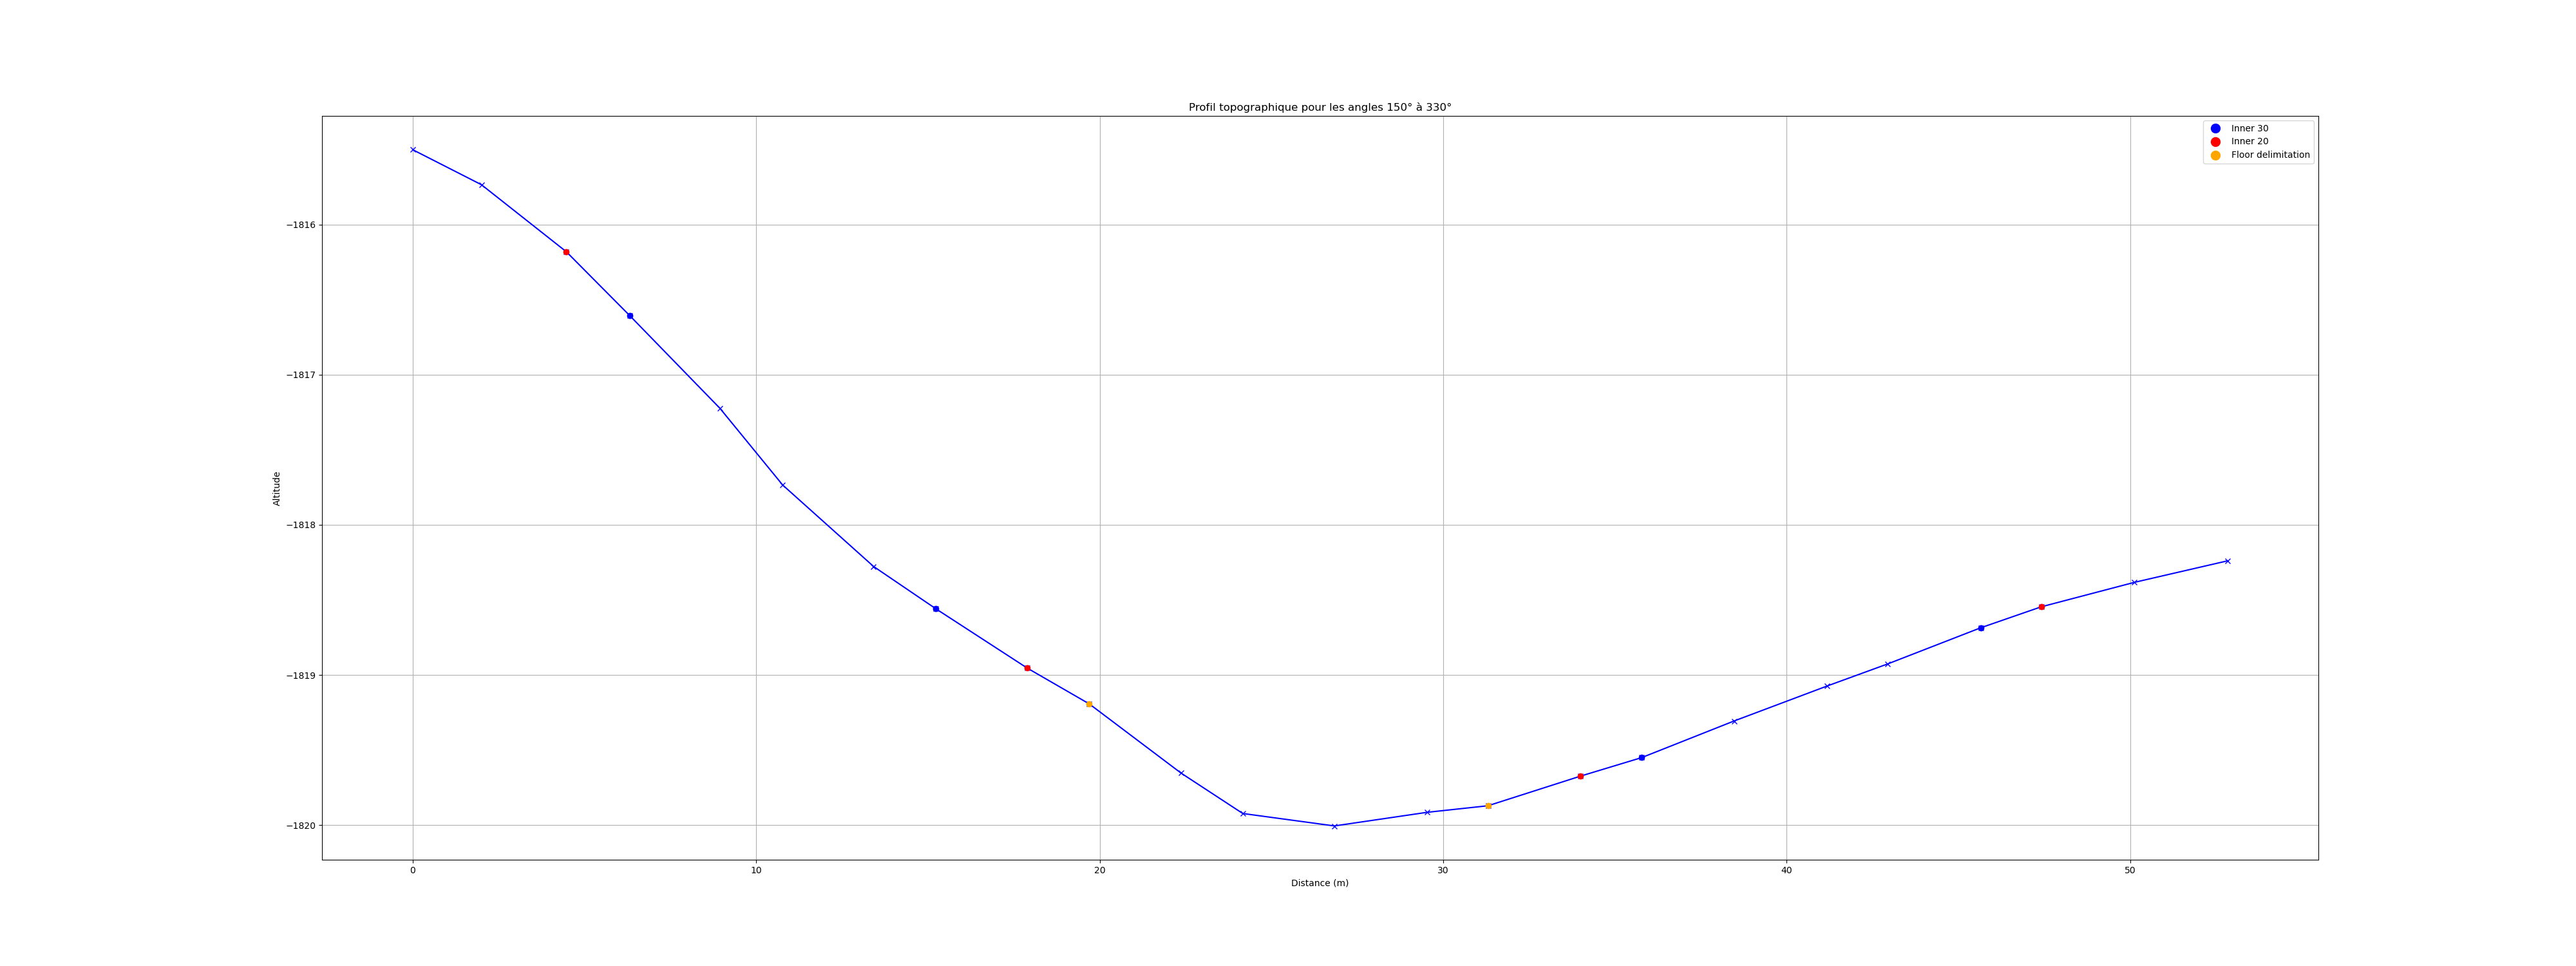 Profil topographique pour les angles 150° à 330°
Inner 30
Inner 20
Floor delimitation
−1816
−1817
−1818
−1819
−1820
Altitude
0 10 20 30 40 50
Distance (m)